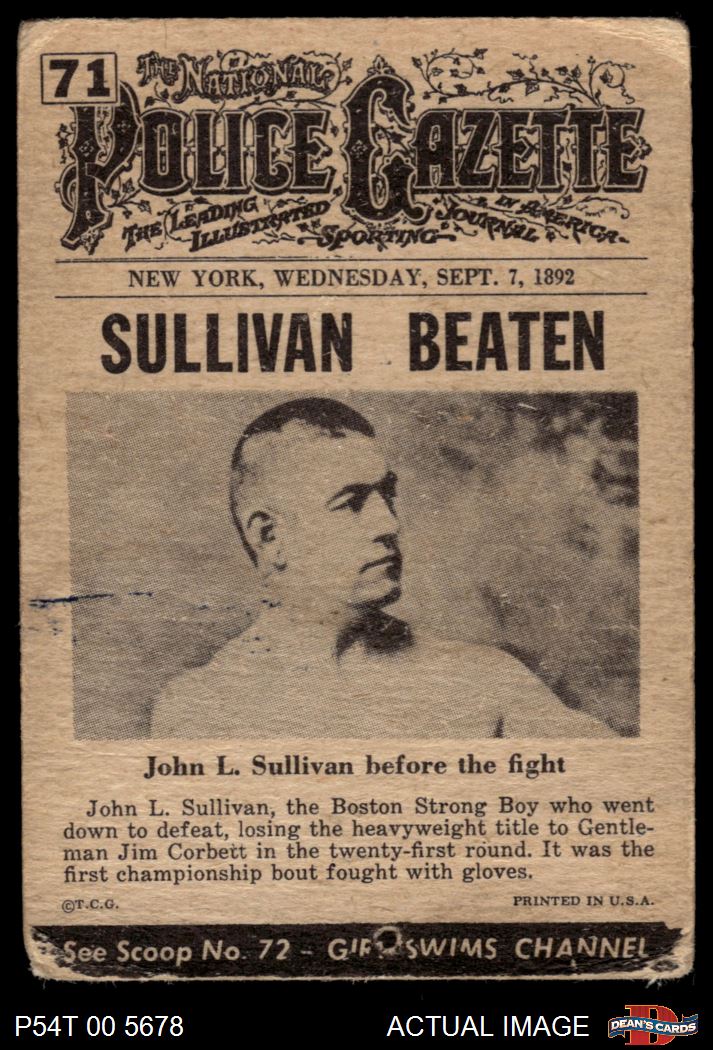 71
THE NATIONAL
POLICE GAZETTE
THE LEADING ILLUSTRATED SPORTING JOURNAL IN AMERICA.
NEW YORK, WEDNESDAY, SEPT. 7, 1892
SULLIVAN BEATEN
John L. Sullivan before the fight
John L. Sullivan, the Boston Strong Boy who went
down to defeat, losing the heavyweight title to Gentle-
man Jim Corbett in the twenty-first round. It was the
first championship bout fought with gloves.
©T.C.G. PRINTED IN U.S.A.
See Scoop No. 72 - GIRL SWIMS CHANNEL
P54T 00 5678 ACTUAL IMAGE D DEAN'S CARDS